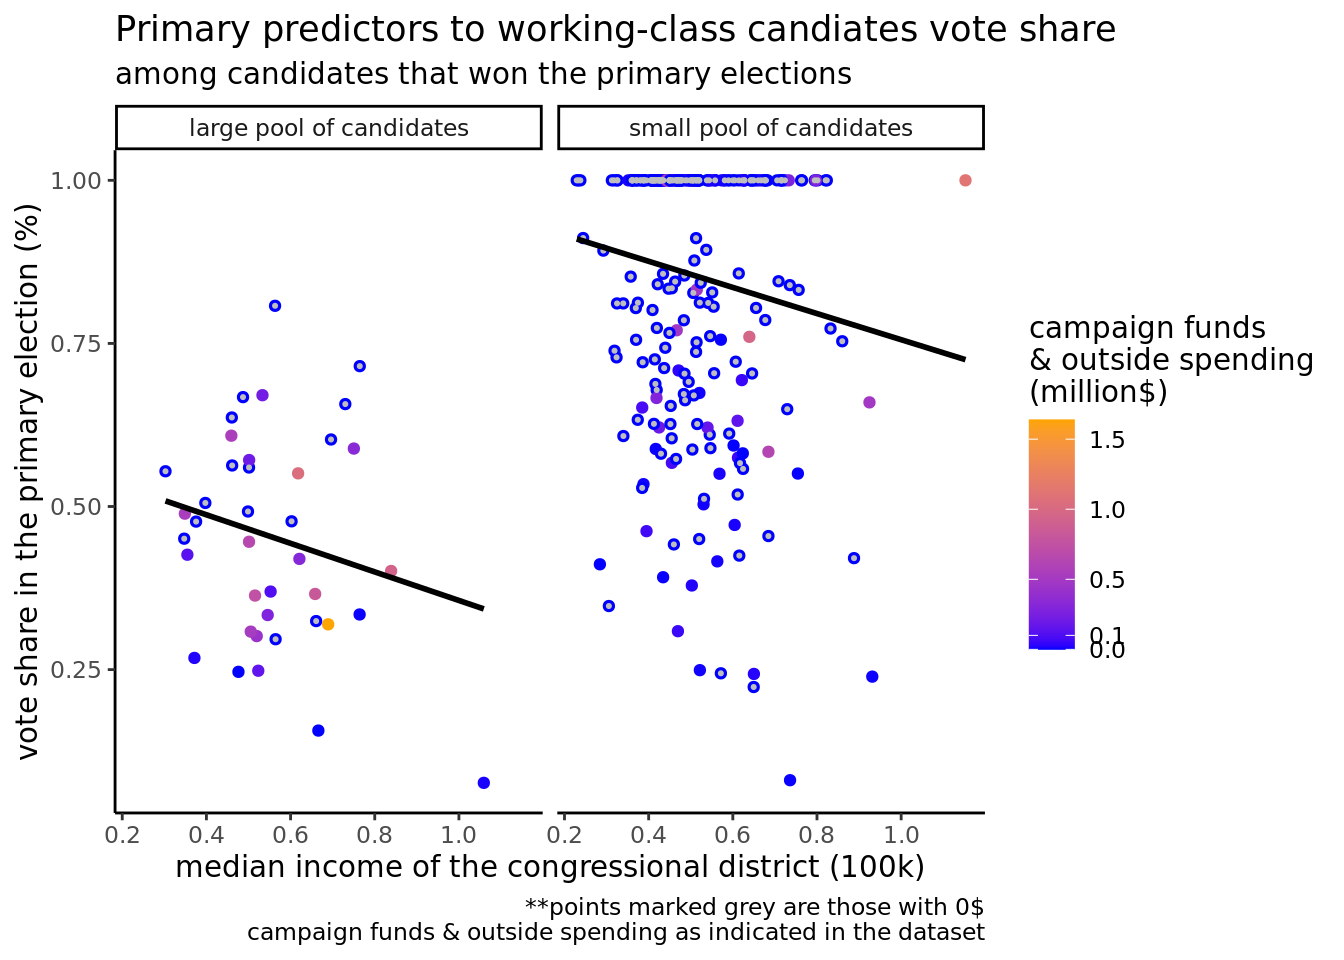 Primary predictors to working-class candiates vote share
among candidates that won the primary elections
large pool of candidates
small pool of candidates
vote share in the primary election (%)
1.00
0.75
0.50
0.25
0.2 0.4 0.6 0.8 1.0
0.2 0.4 0.6 0.8 1.0
median income of the congressional district (100k)
campaign funds
& outside spending
(million$)
1.5
1.0
0.5
0.1
0.0
**points marked grey are those with 0$
campaign funds & outside spending as indicated in the dataset